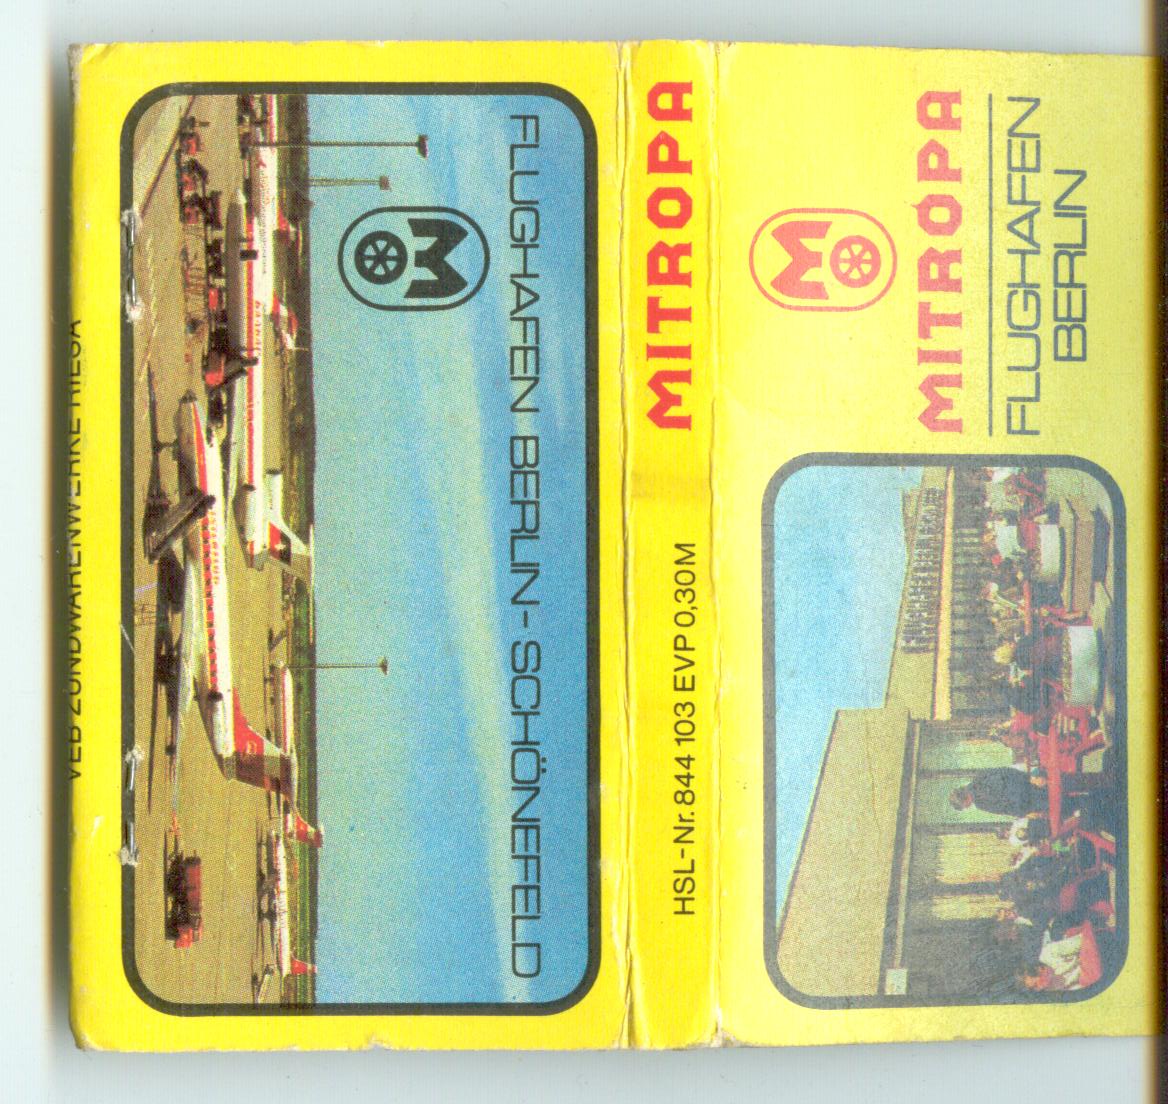 FLUGHAFEN BERLIN-SCHÖNEFELD
MITROPA
HSL-Nr. 844 103 EVP 0,30M
MITROPA
FLUGHAFEN
BERLIN
VEB ZÜNDWARENWERKE RIESA